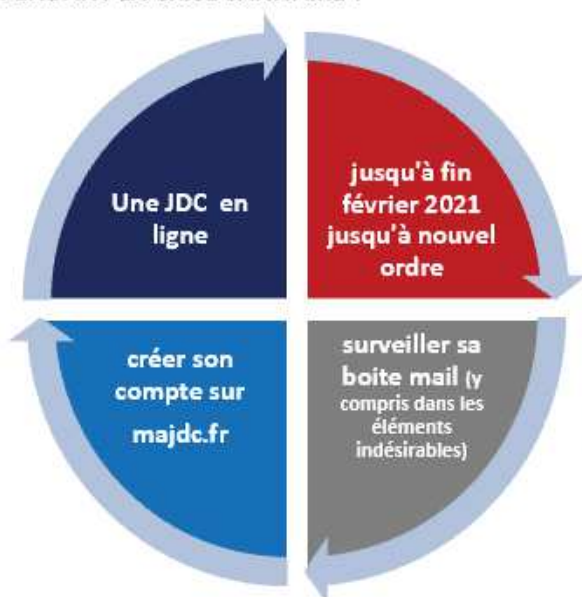 Une JDC en
ligne
jusqu'à fin
février 2021
jusqu'à nouvel
ordre
créer son
compte sur
majdc.fr
surveiller sa
boite mail (y
compris dans les
éléments
indésirables)